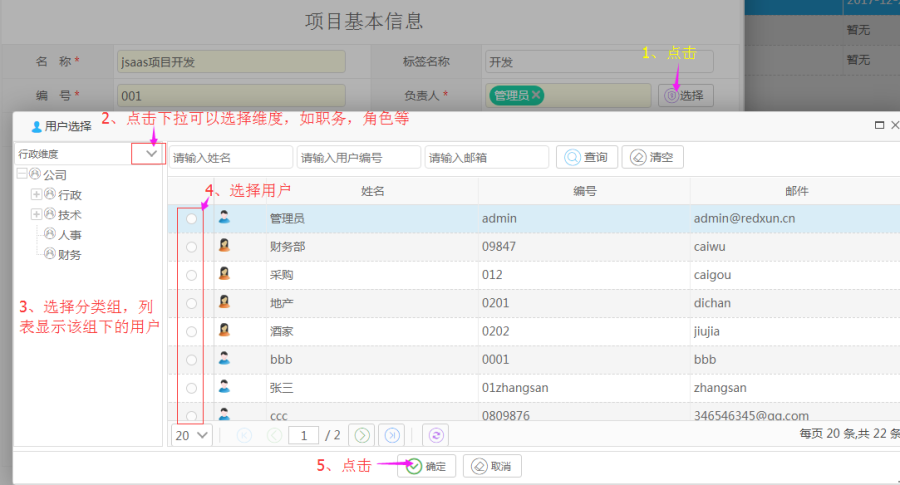 2017-12-
项目基本信息
暂无
1、点击
名 称 * jsaas项目开发 标签名称 开发
暂无
编 号 * 001 负责人 * 管理员 选择
2、点击下拉可以选择维度，如职务，角色等
用户选择
行政维度 请输入姓名 请输入用户编号 请输入邮箱 查询 清空
公司
行政
技术
人事
财务
3、选择分类组，列
表显示该组下的用户
4、选择用户
姓名 编号 邮件
管理员 admin admin@redxun.cn
财务部 09847 caiwu
采购 012 caigou
地产 0201 dichan
酒家 0202 jiujia
bbb 0001 bbb
张三 01zhangsan zhangsan
ccc 0809876 346546345@qq.com
20 1 / 2 每页 20 条,共 22 条
5、点击 确定 取消